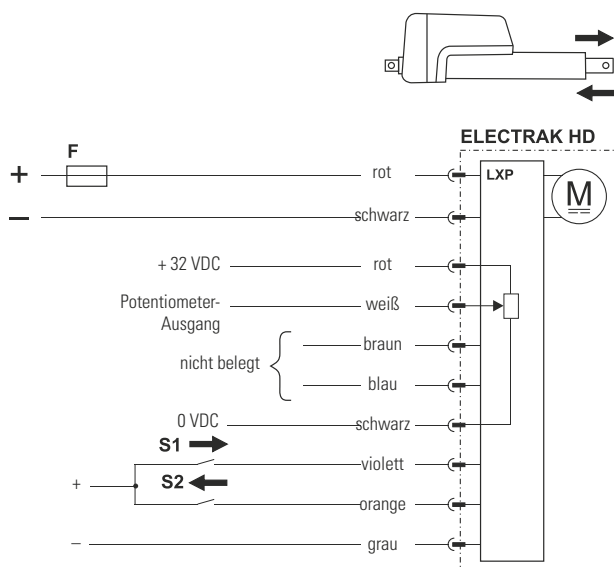 ELECTRAK HD
F
+ rot LXP
M
– schwarz
+ 32 VDC rot
Potentiometer-
Ausgang
weiß
braun
nicht belegt
blau
0 VDC schwarz
S1
violett
S2
+
orange
– grau